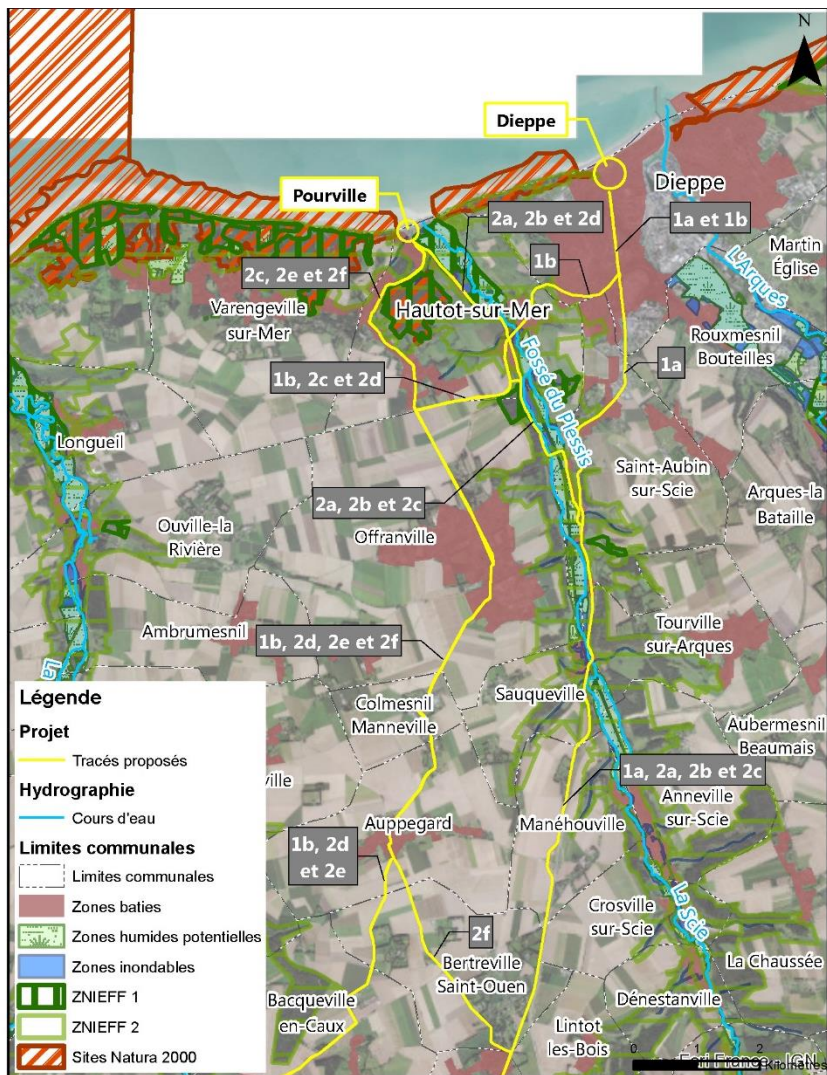 N
Dieppe
Pourville
Dieppe
2a, 2b et 2d
1a et 1b
1b
L'Arques
Martin
Église
2c, 2e et 2f
Varengeville
sur-Mer
Hautot-sur-Mer
Rouxmesnil
Bouteilles
Fossé du Plessis
1a
1b, 2c et 2d
Longueil
Saint-Aubin
sur-Scie
Arques-la
Bataille
2a, 2b et 2c
Ouville-la
Rivière
Offranville
Ambrumesnil
1b, 2d, 2e et 2f
Tourville
sur-Arques
La
Sauqueville
Colmesnil
Manneville
Aubermesnil
Beaumais
ville
1a, 2a, 2b et 2c
Anneville
sur-Scie
Auppegard
Manéhouville
1b, 2d
et 2e
La Scie
Crosville
sur-Scie
2f
Bertreville
Saint-Ouen
La Chaussée
Bacqueville
en-Caux
Dénestanville
Lintot
les-Bois
Légende
Projet
Tracés proposés
Hydrographie
Cours d'eau
Limites communales
Limites communales
Zones baties
Zones humides potentielles
Zones inondables
ZNIEFF 1
ZNIEFF 2
Sites Natura 2000
0 1 2
Kilomètres
Esri France - IGN